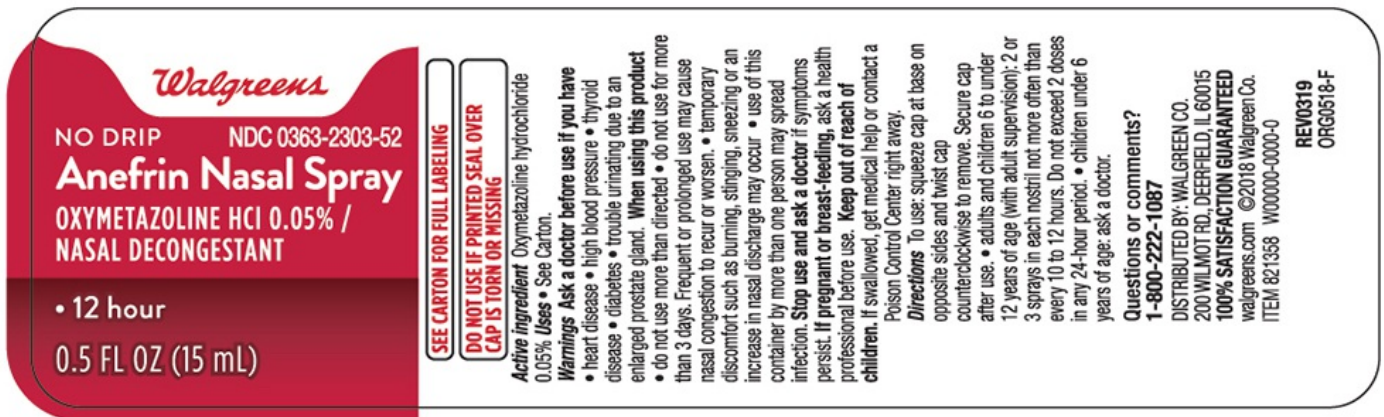 Walgreens
NO DRIP NDC 0363-2303-52
Anefrin Nasal Spray
OXYMETAZOLINE HCl 0.05% /
NASAL DECONGESTANT
• 12 hour
0.5 FL OZ (15 mL)
SEE CARTON FOR FULL LABELING
DO NOT USE IF PRINTED SEAL OVER
CAP IS TORN OR MISSING
Active ingredient Oxymetazoline hydrochloride
0.05% Uses • See Carton.
Warnings Ask a doctor before use if you have
• heart disease • high blood pressure • thyroid
disease • diabetes • trouble urinating due to an
enlarged prostate gland. When using this product
• do not use more than directed • do not use for more
than 3 days. Frequent or prolonged use may cause
nasal congestion to recur or worsen. • temporary
discomfort such as burning, stinging, sneezing or an
increase in nasal discharge may occur • use of this
container by more than one person may spread
infection. Stop use and ask a doctor if symptoms
persist. If pregnant or breast-feeding, ask a health
professional before use. Keep out of reach of
children. If swallowed, get medical help or contact a
Poison Control Center right away.
Directions To use: squeeze cap at base on
opposite sides and twist cap
counterclockwise to remove. Secure cap
after use. • adults and children 6 to under
12 years of age (with adult supervision): 2 or
3 sprays in each nostril not more often than
every 10 to 12 hours. Do not exceed 2 doses
in any 24-hour period. • children under 6
years of age: ask a doctor.
Questions or comments?
1-800-222-1087
DISTRIBUTED BY: WALGREEN CO.
200 WILMOT RD., DEERFIELD, IL 60015
100% SATISFACTION GUARANTEED
walgreens.com ©2018 Walgreen Co.
ITEM 821358 W00000-0000-0
REV0319
ORG0518-F